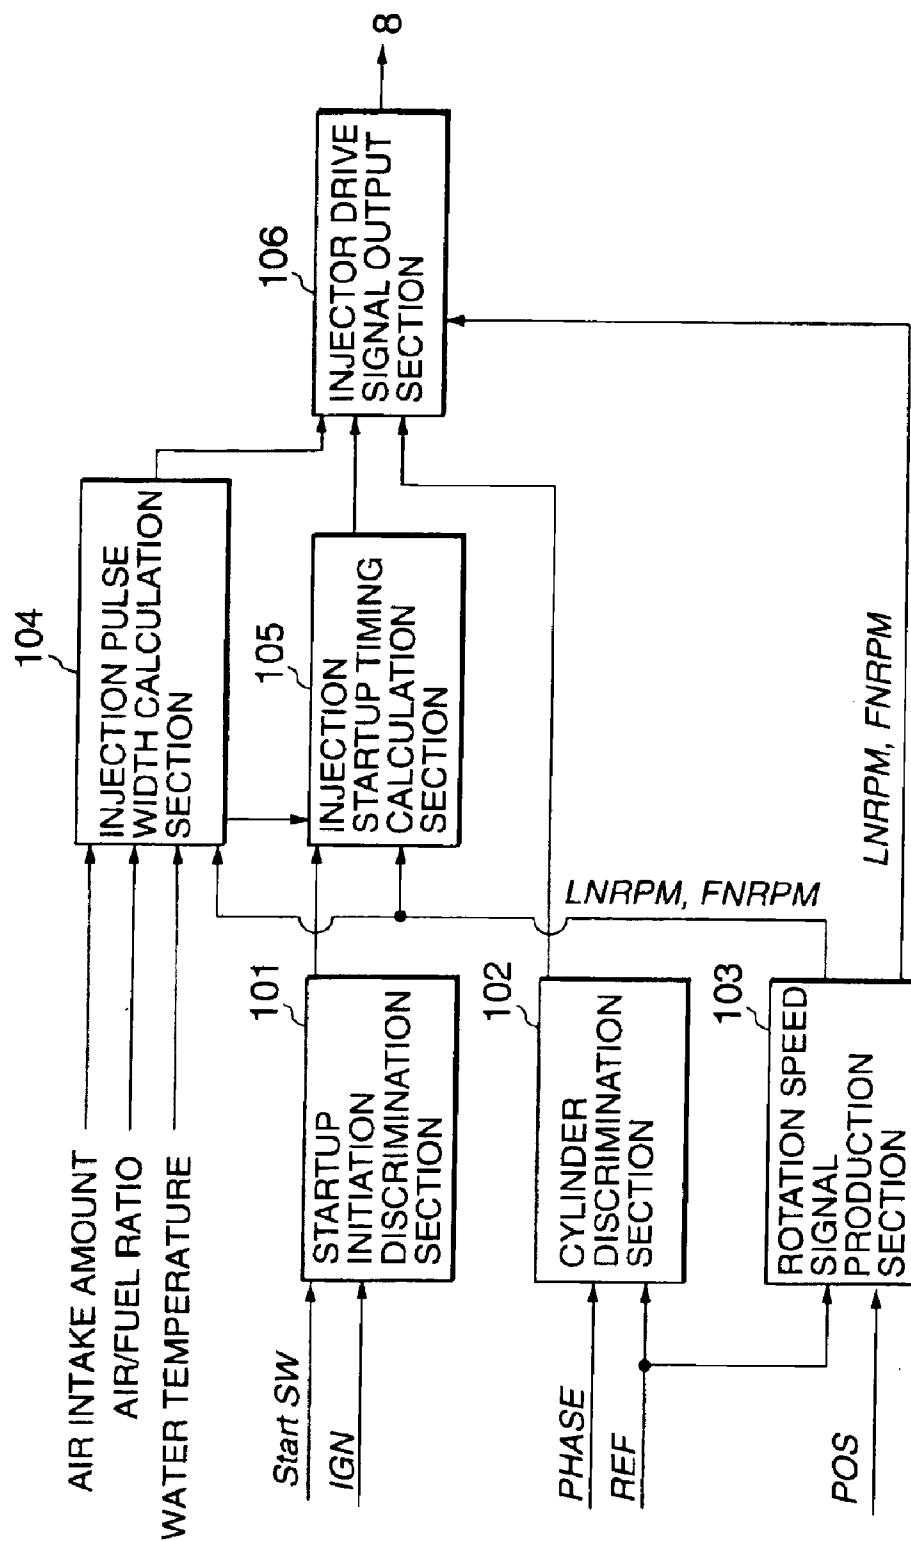 AIR INTAKE AMOUNT
AIR/FUEL RATIO
WATER TEMPERATURE
104
INJECTION PULSE
WIDTH CALCULATION
SECTION
106
INJECTOR DRIVE
SIGNAL OUTPUT
SECTION
8
Start SW
IGN
101
STARTUP
INITIATION
DISCRIMINATION
SECTION
105
INJECTION
STARTUP TIMING
CALCULATION
SECTION
PHASE
REF
102
CYLINDER
DISCRIMINATION
SECTION
LNRPM, FNRPM
POS
103
ROTATION SPEED
SIGNAL
PRODUCTION
SECTION
LNRPM, FNRPM